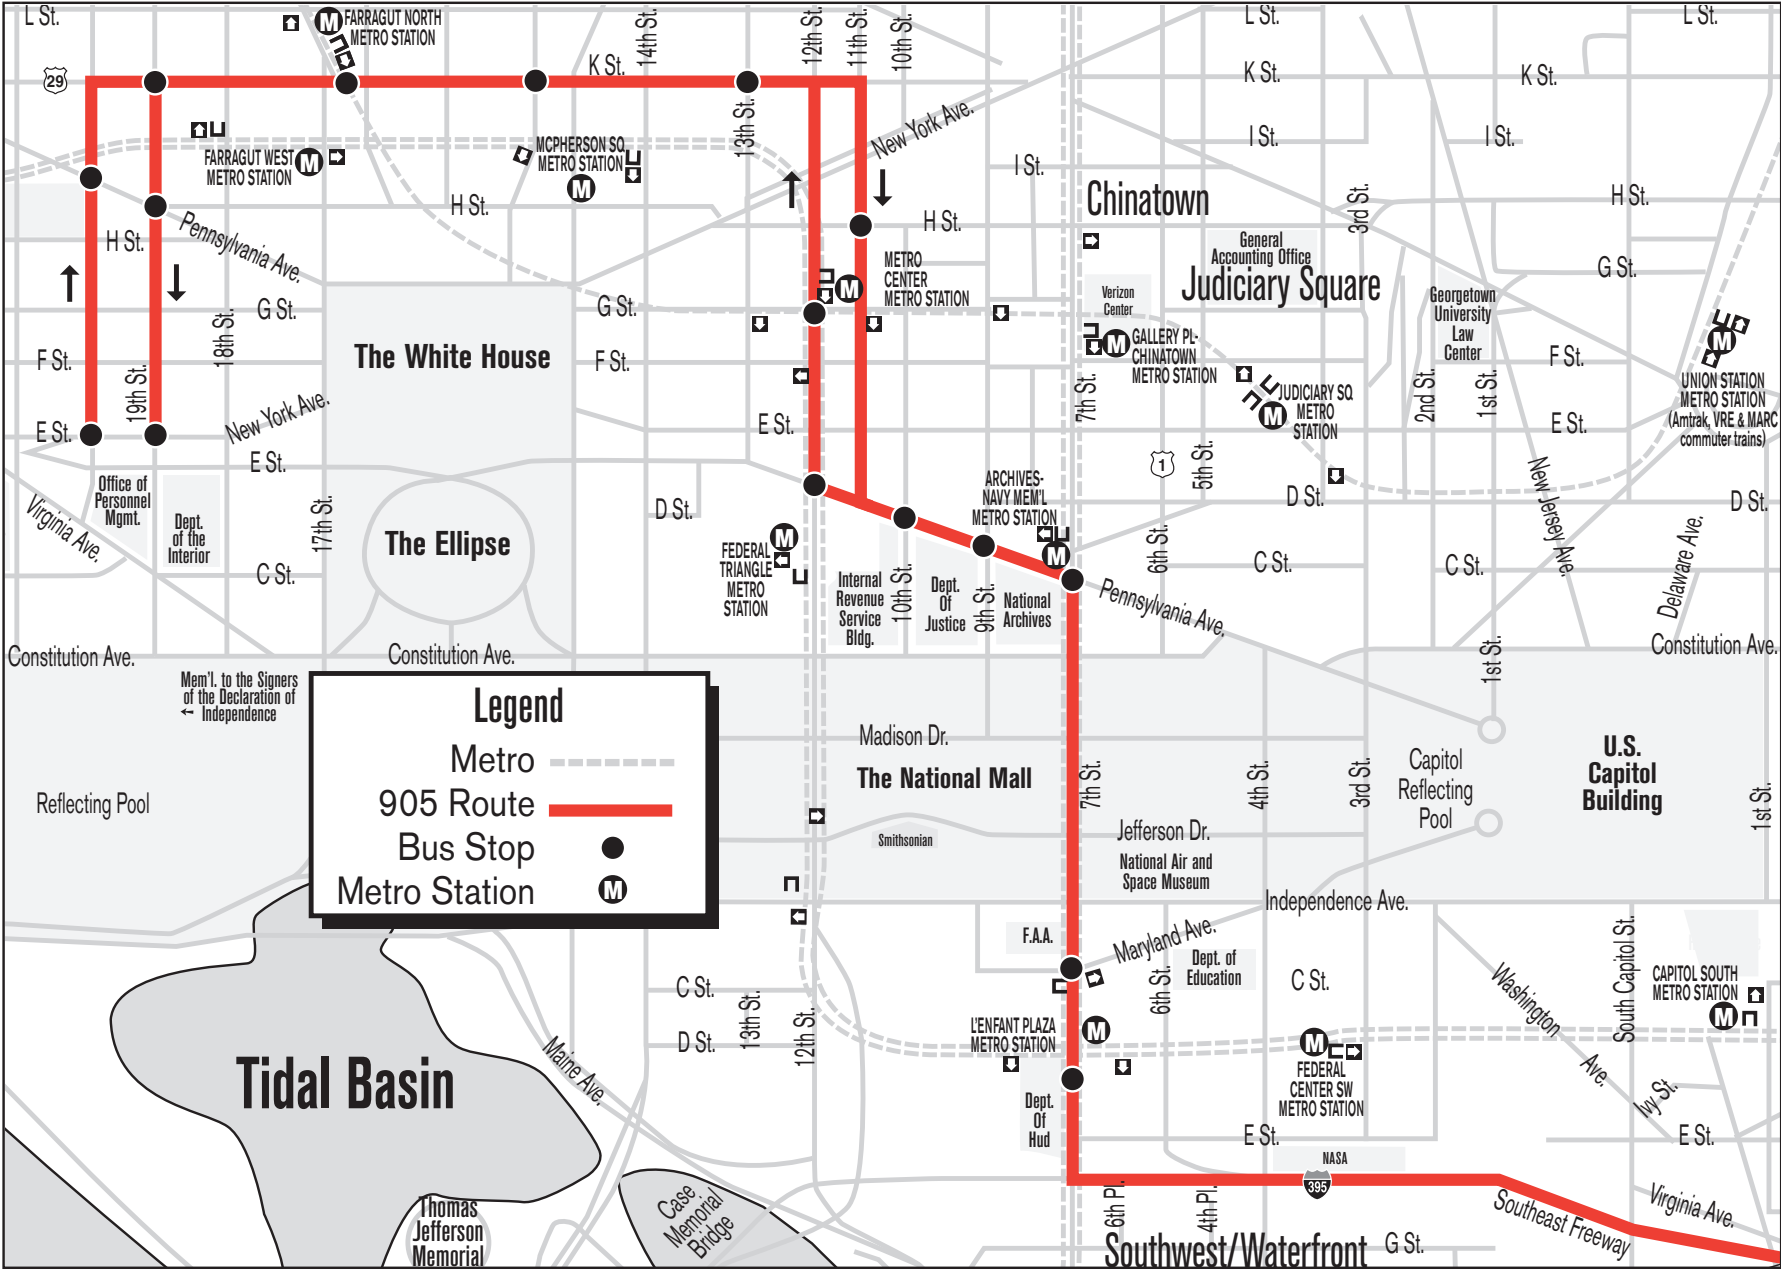 L St.
FARRAGUT NORTH
METRO STATION
14th St.
12th St.
11th St.
10th St.
L St.
L St.
29
K St.
K St.
K St.
13th St.
New York Ave.
I St.
I St.
I St.
FARRAGUT WEST
METRO STATION
MCPHERSON SQ
METRO STATION
H St.
H St.
H St.
H St.
Pennsylvania Ave.
Chinatown
3rd St.
General
Accounting Office
Judiciary Square
METRO
CENTER
METRO STATION
G St.
G St.
G St.
Verizon
Center
Georgetown
University
Law
Center
18th St.
F St.
The White House
F St.
GALLERY PL-
CHINATOWN
METRO STATION
F St.
UNION STATION
METRO STATION
(Amtrak, VRE & MARC
commuter trains)
19th St.
7th St.
JUDICIARY SQ
METRO
STATION
2nd St.
1st St.
E St.
New York Ave.
E St.
E St.
E St.
1
5th St.
New Jersey Ave.
Office of
Personnel
Mgmt.
Virginia Ave.
Dept.
of the
Interior
17th St.
The Ellipse
D St.
ARCHIVES-
NAVY MEM'L
METRO STATION
D St.
D St.
FEDERAL
TRIANGLE
METRO
STATION
6th St.
C St.
C St.
C St.
Delaware Ave.
Internal
Revenue
Service
Bldg.
10th St.
Dept.
Of
Justice
9th St.
National
Archives
Pennsylvania Ave.
Constitution Ave.
Constitution Ave.
1st St.
Constitution Ave.
Mem'l. to the Signers
of the Declaration of
Independence
Legend
Metro
905 Route
Bus Stop
Metro Station
M
Reflecting Pool
Madison Dr.
The National Mall
7th St.
4th St.
3rd St.
Capitol
Reflecting
Pool
U.S.
Capitol
Building
1st St.
Smithsonian
Jefferson Dr.
National Air and
Space Museum
Independence Ave.
F.A.A.
Maryland Ave.
Dept. of
Education
6th St.
C St.
Washington
Ave.
South Capitol St.
CAPITOL SOUTH
METRO STATION
C St.
13th St.
12th St.
D St.
L'ENFANT PLAZA
METRO STATION
FEDERAL
CENTER SW
METRO STATION
Tidal Basin
Maine Ave.
Dept.
Of
Hud
Ivy St.
E St.
E St.
NASA
395
6th Pl.
4th Pl.
Southeast Freeway
Virginia Ave.
Thomas
Jefferson
Memorial
Case
Memorial
Bridge
Southwest/Waterfront
G St.